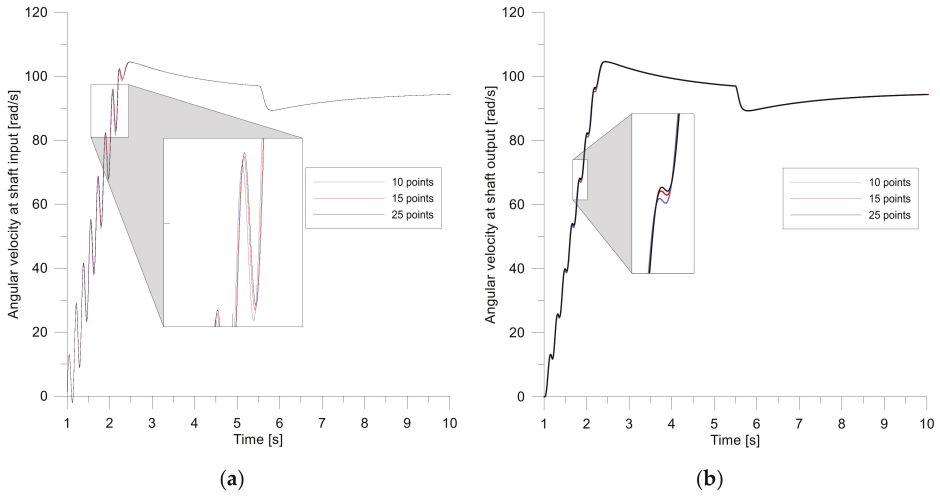 120
100
80
60
40
20
0
Angular velocity at shaft input [rad/s]
10 points
15 points
25 points
1 2 3 4 5 6 7 8 9 10
Time [s]
(a)
120
100
80
60
40
20
0
Angular velocity at shaft output [rad/s]
10 points
15 points
25 points
1 2 3 4 5 6 7 8 9 10
Time [s]
(b)